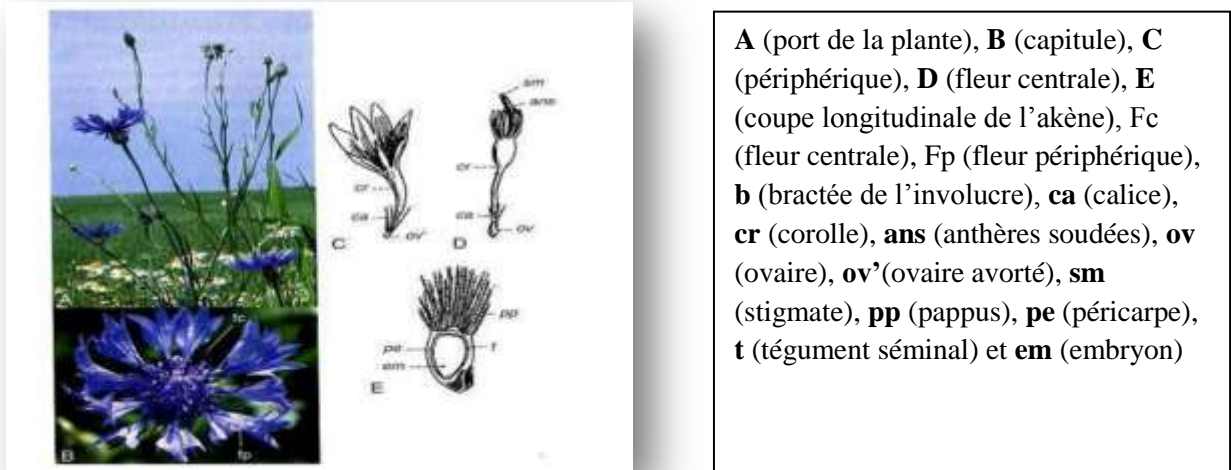 sm
ans
cr
cr
ca
ca
C
ov'
D
ov
pp
pe
t
em
E
fc
B
fp
A (port de la plante), B (capitule), C
(périphérique), D (fleur centrale), E
(coupe longitudinale de l’akène), Fc
(fleur centrale), Fp (fleur périphérique),
b (bractée de l’involucre), ca (calice),
cr (corolle), ans (anthères soudées), ov
(ovaire), ov’(ovaire avorté), sm
(stigmate), pp (pappus), pe (péricarpe),
t (tégument séminal) et em (embryon)